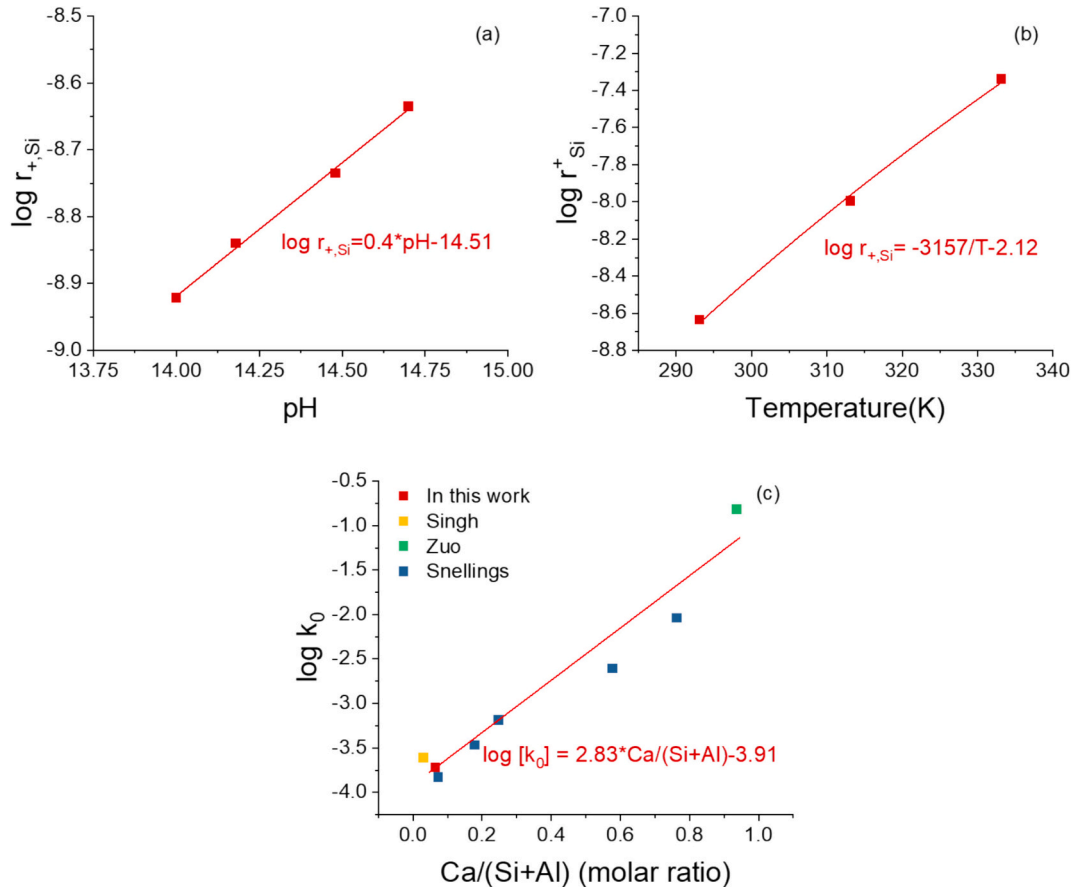 (a)
-8.5
-8.6
-8.7
-8.8
-8.9
-9.0
log r+,Si
log r+,Si=0.4*pH-14.51
13.75 14.00 14.25 14.50 14.75 15.00
pH
(b)
-7.0
-7.2
-7.4
-7.6
-7.8
-8.0
-8.2
-8.4
-8.6
-8.8
log r+Si
log r+,Si= -3157/T-2.12
290 300 310 320 330 340
Temperature(K)
(c)
-0.5
-1.0
-1.5
-2.0
-2.5
-3.0
-3.5
-4.0
log k0
In this work
Singh
Zuo
Snellings
log [k0] = 2.83*Ca/(Si+Al)-3.91
0.0 0.2 0.4 0.6 0.8 1.0
Ca/(Si+Al) (molar ratio)